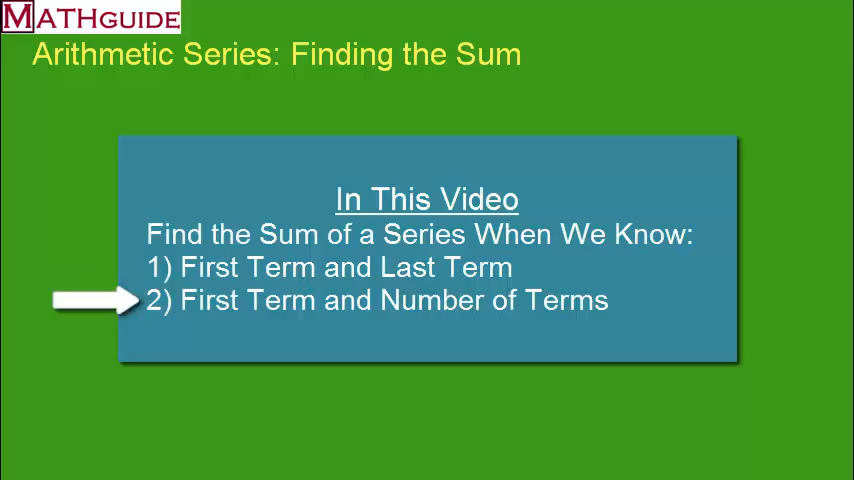 MATHGUIDE
Arithmetic Series: Finding the Sum
In This Video
Find the Sum of a Series When We Know:
1) First Term and Last Term
2) First Term and Number of Terms